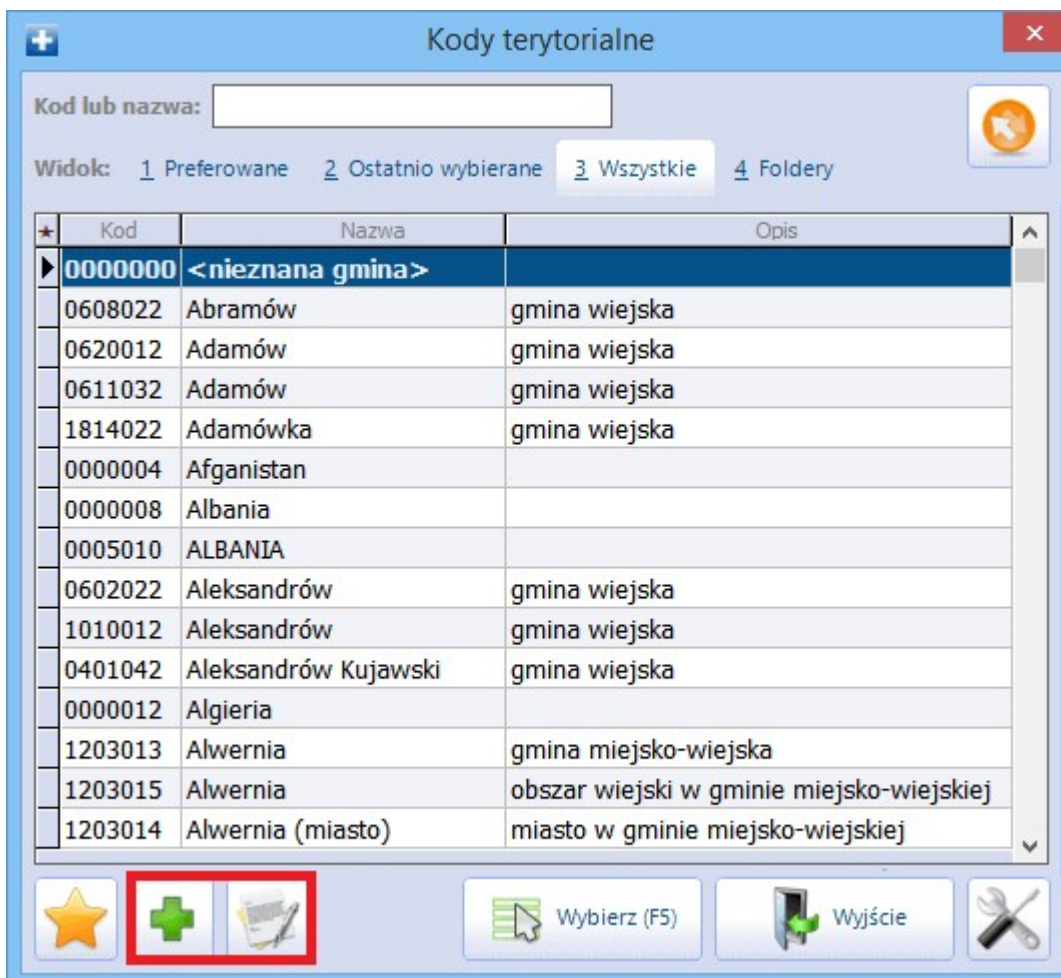 Kody terytorialne
Kod lub nazwa:
Widok: 1 Preferowane 2 Ostatnio wybierane 3 Wszystkie 4 Foldery
Kod Nazwa Opis
0000000 <nieznana gmina>
0608022 Abramów gmina wiejska
0620012 Adamów gmina wiejska
0611032 Adamów gmina wiejska
1814022 Adamówka gmina wiejska
0000004 Afganistan
0000008 Albania
0005010 ALBANIA
0602022 Aleksandrów gmina wiejska
1010012 Aleksandrów gmina wiejska
0401042 Aleksandrów Kujawski gmina wiejska
0000012 Algieria
1203013 Alwernia gmina miejsko-wiejska
1203015 Alwernia obszar wiejski w gminie miejsko-wiejskiej
1203014 Alwernia (miasto) miasto w gminie miejsko-wiejskiej
Wybierz (F5) Wyjście